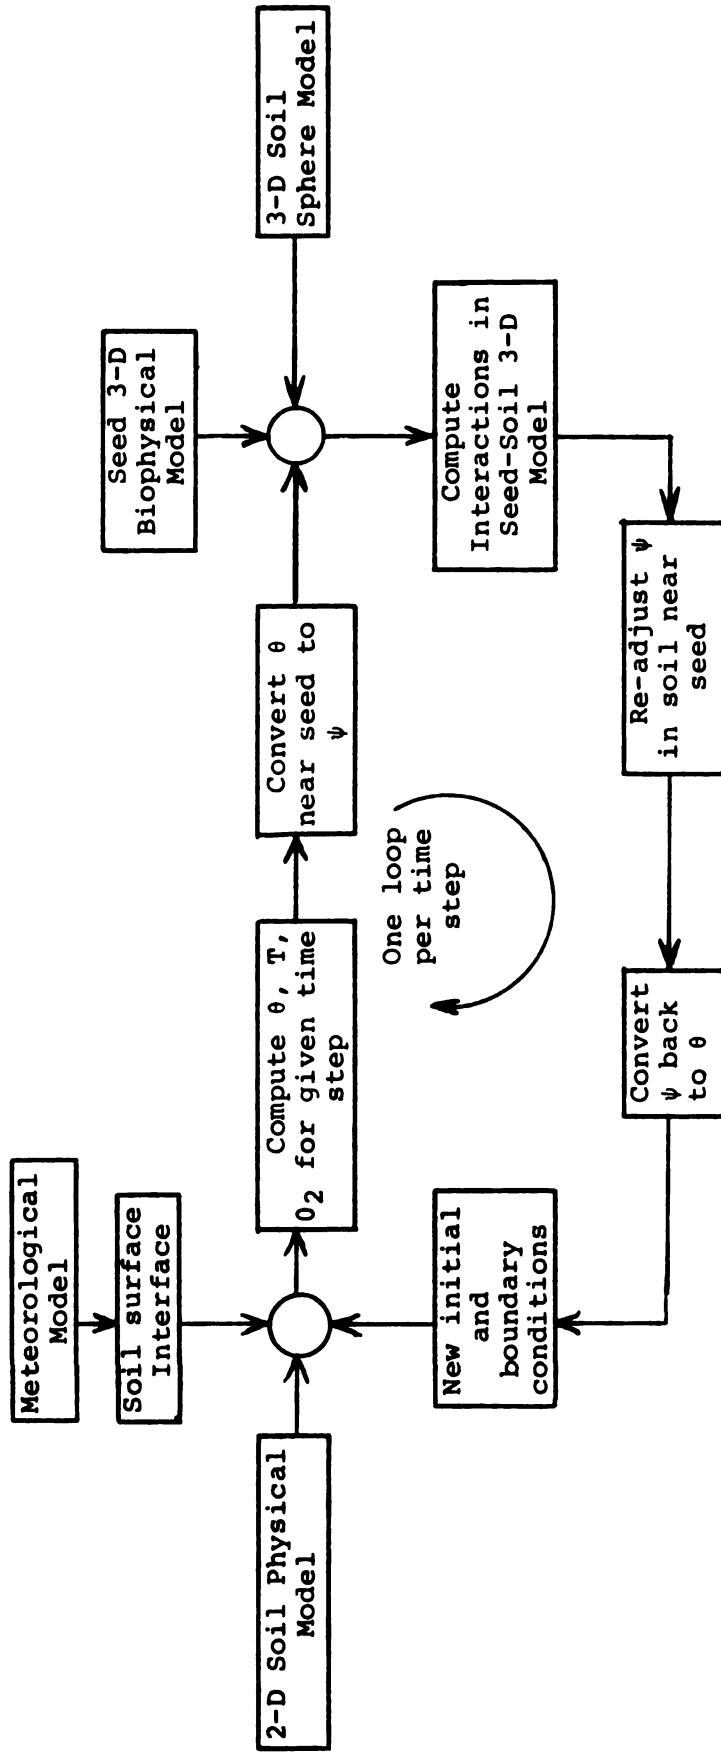 Meteorological
Model
Soil surface
Interface
2-D Soil Physical
Model
Compute θ, T,
O2 for given time
step
Convert θ
near seed to
ψ
Seed 3-D
Biophysical
Model
3-D Soil
Sphere Model
Compute
Interactions in
Seed-Soil 3-D
Model
Re-adjust ψ
in soil near
seed
Convert
ψ back
to θ
New initial
and
boundary
conditions
One loop
per time
step